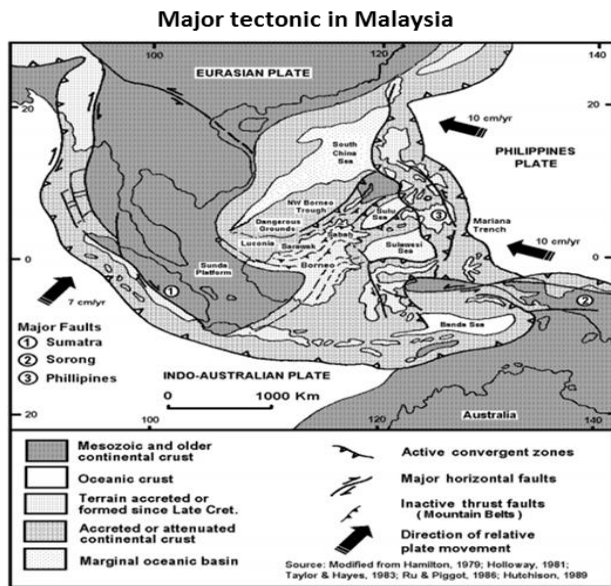 Major tectonic in Malaysia
100
120
140
EURASIAN PLATE
20
20
10 cm/yr
South
China
Sea
PHILIPPINES
PLATE
NW Borneo
Trough
Dangerous
Grounds
Sulu
Sea
3
Mariana
Trench
10 cm/yr
Luconia
Sarawak
Sabah
Sulawesi
Sea
0
0
Sunda
Platform
Borneo
7 cm/yr
1
2
Major Faults
1 Sumatra
2 Sorong
3 Phillipines
Banda Sea
INDO-AUSTRALIAN PLATE
0 1000 Km
Australia
20
20
100
120
140
Mesozoic and older
continental crust
Oceanic crust
Terrain accreted or
formed since Late Cret.
Accreted or attenuated
continental crust
Marginal oceanic basin
Active convergent zones
Major horizontal faults
Inactive thrust faults
(Mountain Belts)
Direction of relative
plate movement
Source: Modified from Hamilton, 1979; Holloway, 1981;
Taylor & Hayes, 1983; Ru & Piggot, 1986; Hutchison, 1989